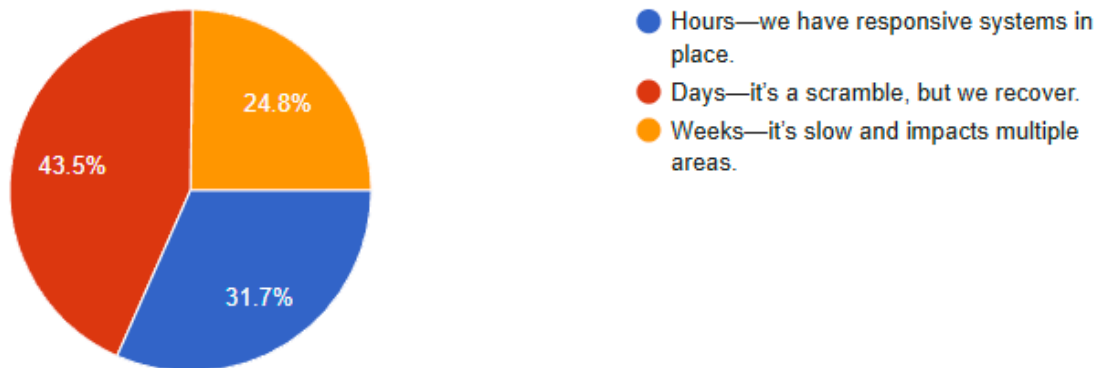 24.8%
43.5%
31.7%
Hours—we have responsive systems in
place.
Days—it's a scramble, but we recover.
Weeks—it's slow and impacts multiple
areas.